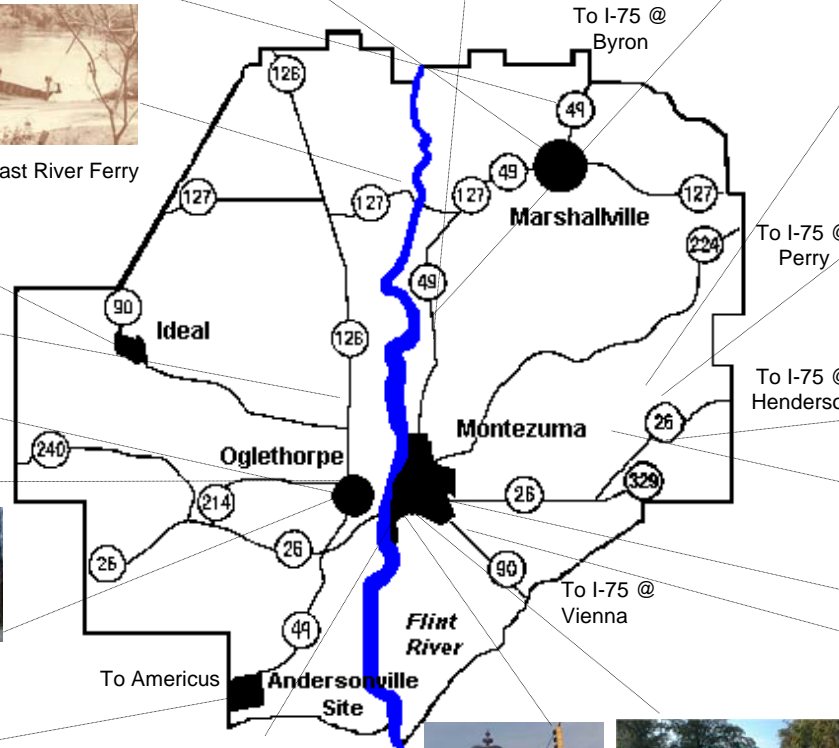 To I-75 @
Byron
126
49
ast River Ferry
49
127
127
127
127
Marshallville
224
To I-75 @
Perry
49
90
Ideal
126
To I-75 @
Henderso
Montezuma
26
Oglethorpe
240
329
214
26
26
26
90
To I-75 @
Vienna
Flint
River
49
To Americus
Andersonville
Site